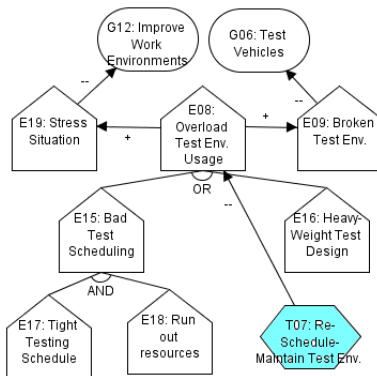 G12: Improve
Work
Environments
G06: Test
Vehicles
--
--
E19: Stress
Situation
+
E08:
Overload
Test Env.
Usage
+
E09: Broken
Test Env.
OR
E15: Bad
Test
Scheduling
--
E16: Heavy-
Weight Test
Design
AND
E17: Tight
Testing
Schedule
E18: Run
out
resources
T07: Re-
Schedule-
Maintain Test Env.